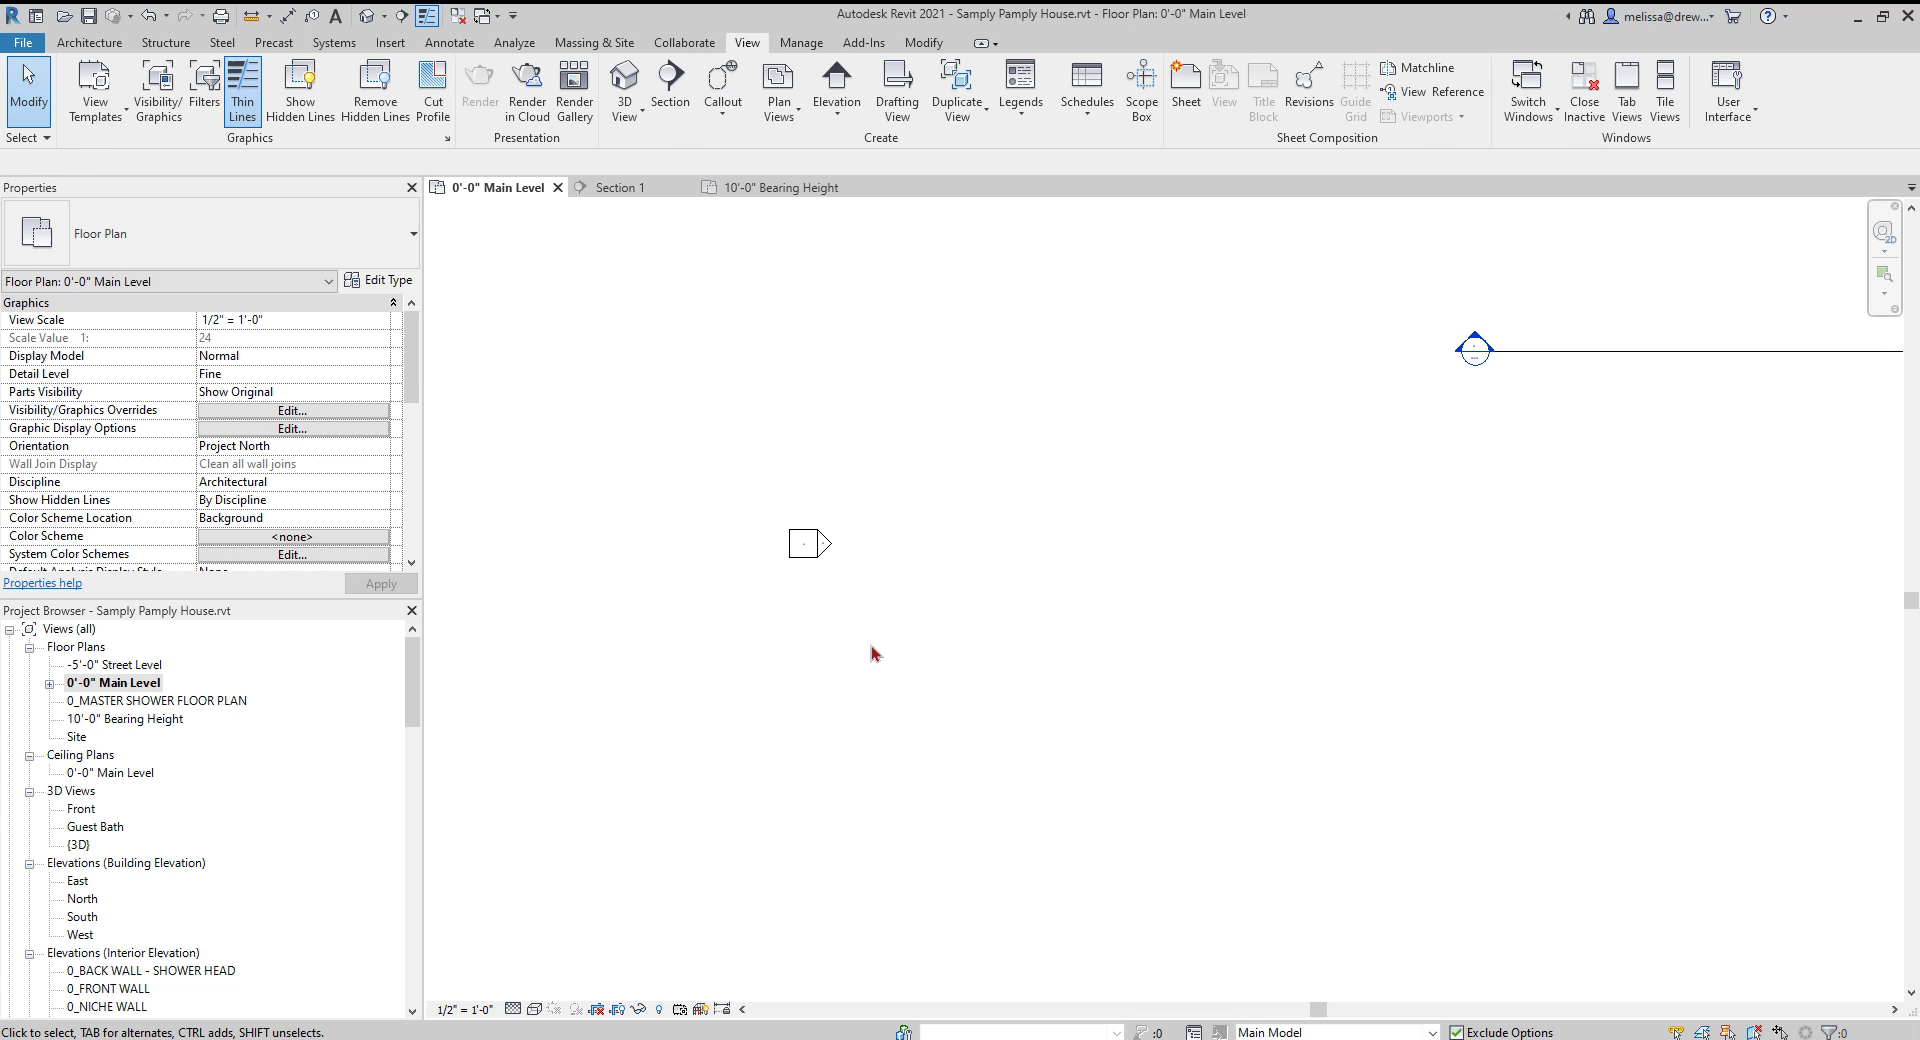 Autodesk Revit 2021 - Samply Pamply House.rvt - Floor Plan: 0'-0" Main Level
melissa@drew...
File Architecture Structure Steel Precast Systems Insert Annotate Analyze Massing & Site Collaborate View Manage Add-Ins Modify
Modify
View Templates
Visibility/ Graphics
Filters
Thin Lines
Show Hidden Lines
Remove Hidden Lines
Cut Profile
Render
Render in Cloud
Render Gallery
3D View
Section
Callout
Plan Views
Elevation
Drafting View
Duplicate View
Legends
Schedules
Scope Box
Sheet
View
Title Block
Revisions
Guide Grid
Matchline
View Reference
Viewports
Switch Windows
Close Inactive
Tab Views
Tile Views
User Interface
Select Graphics Presentation Create Sheet Composition Windows
Properties
0'-0" Main Level Section 1 10'-0" Bearing Height
2D
Floor Plan
Floor Plan: 0'-0" Main Level Edit Type
Graphics
View Scale 1/2" = 1'-0"
Scale Value 1: 24
Display Model Normal
Detail Level Fine
Parts Visibility Show Original
Visibility/Graphics Overrides Edit...
Graphic Display Options Edit...
Orientation Project North
Wall Join Display Clean all wall joins
Discipline Architectural
Show Hidden Lines By Discipline
Color Scheme Location Background
Color Scheme <none>
System Color Schemes Edit...
Default Analysis Display Style None
Properties help Apply
Project Browser - Samply Pamply House.rvt
Views (all)
Floor Plans
-5'-0" Street Level
0'-0" Main Level
0_MASTER SHOWER FLOOR PLAN
10'-0" Bearing Height
Site
Ceiling Plans
0'-0" Main Level
3D Views
Front
Guest Bath
{3D}
Elevations (Building Elevation)
East
North
South
West
Elevations (Interior Elevation)
0_BACK WALL - SHOWER HEAD
0_FRONT WALL
0_NICHE WALL
1/2" = 1'-0"
Click to select, TAB for alternates, CTRL adds, SHIFT unselects. :0 Main Model Exclude Options :0